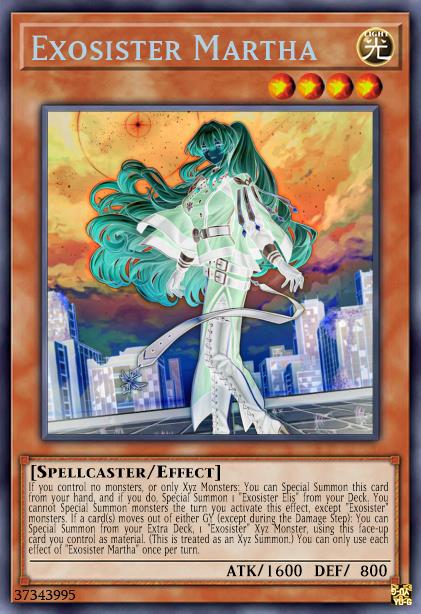 Exosister Martha
LIGHT
光
[Spellcaster/Effect]
If you control no monsters, or only Xyz Monsters: You can Special Summon this card
from your hand, and if you do, Special Summon 1 "Exosister Elis" from your Deck. You
cannot Special Summon monsters the turn you activate this effect, except "Exosister"
monsters. If a card(s) moves out of either GY (except during the Damage Step): You can
Special Summon from your Extra Deck, 1 "Exosister" Xyz Monster, using this face-up
card you control as material. (This is treated as an Xyz Summon.) You can only use each
effect of "Exosister Martha" once per turn.
ATK/1600 DEF/ 800
37343995